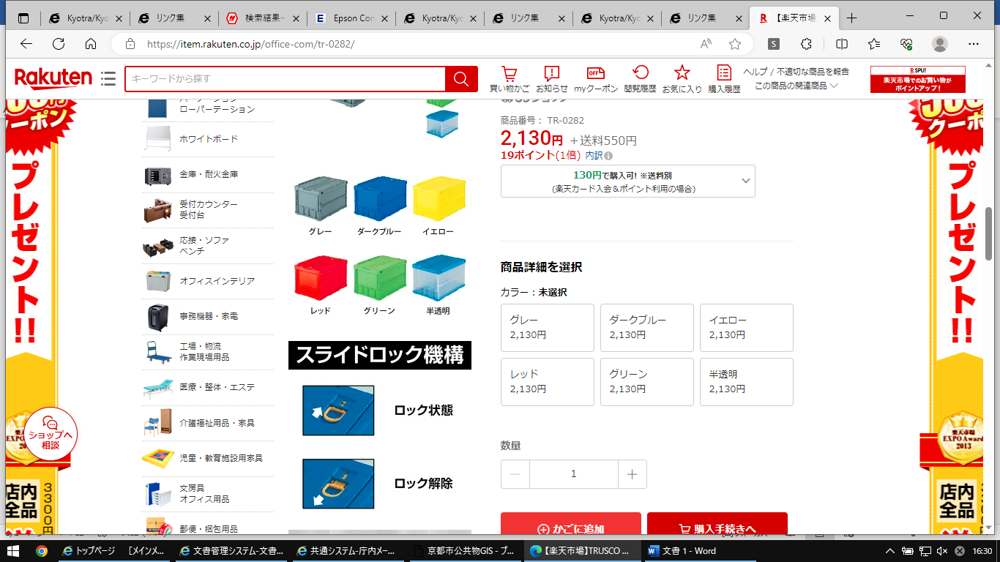 Kyotra/Kyo
リンク集
検索結果一
Epson Con
Kyotra/Kyo
リンク集
Kyotra/Kyo
リンク集
【楽天市場
https://item.rakuten.co.jp/office-com/tr-0282/
Rakuten
キーワードから探す
買い物かご
お知らせ
OFF
myクーポン
閲覧履歴
お気に入り
購入履歴
ヘルプ / 不適切な商品を報告
この商品の関連商品
R SPU!
楽天市場でのお買い物が
ポイントアップ!
クーポン
プレゼント!!
ローパーテーション
ホワイトボード
金庫・耐火金庫
受付カウンター
受付台
応接・ソファ
ベンチ
オフィスインテリア
事務機器・家電
工場・物流
作業現場用品
医療・整体・エステ
介護福祉用品・家具
児童・教育施設用家具
文房具
オフィス用品
郵便・梱包用品
ショップへ
相談
店内
全品
3300円
グレー
ダークブルー
イエロー
レッド
グリーン
半透明
スライドロック機構
ロック状態
ロック解除
商品番号： TR-0282
2,130円 +送料550円
19ポイント(1倍) 内訳
130円で購入可! ※送料別
(楽天カード入会&ポイント利用の場合)
商品詳細を選択
カラー：未選択
グレー
2,130円
ダークブルー
2,130円
イエロー
2,130円
レッド
2,130円
グリーン
2,130円
半透明
2,130円
数量
1
かごに追加
購入手続きへ
クーポン
プレゼント!!
楽天市場
EXPO Award
2013
店内
全品
トップページ ［メインメ...
文書管理システム-文書...
共通システム-庁内メー...
京都市公共物GIS - プ...
【楽天市場】TRUSCO ...
文書 1 - Word
16:30